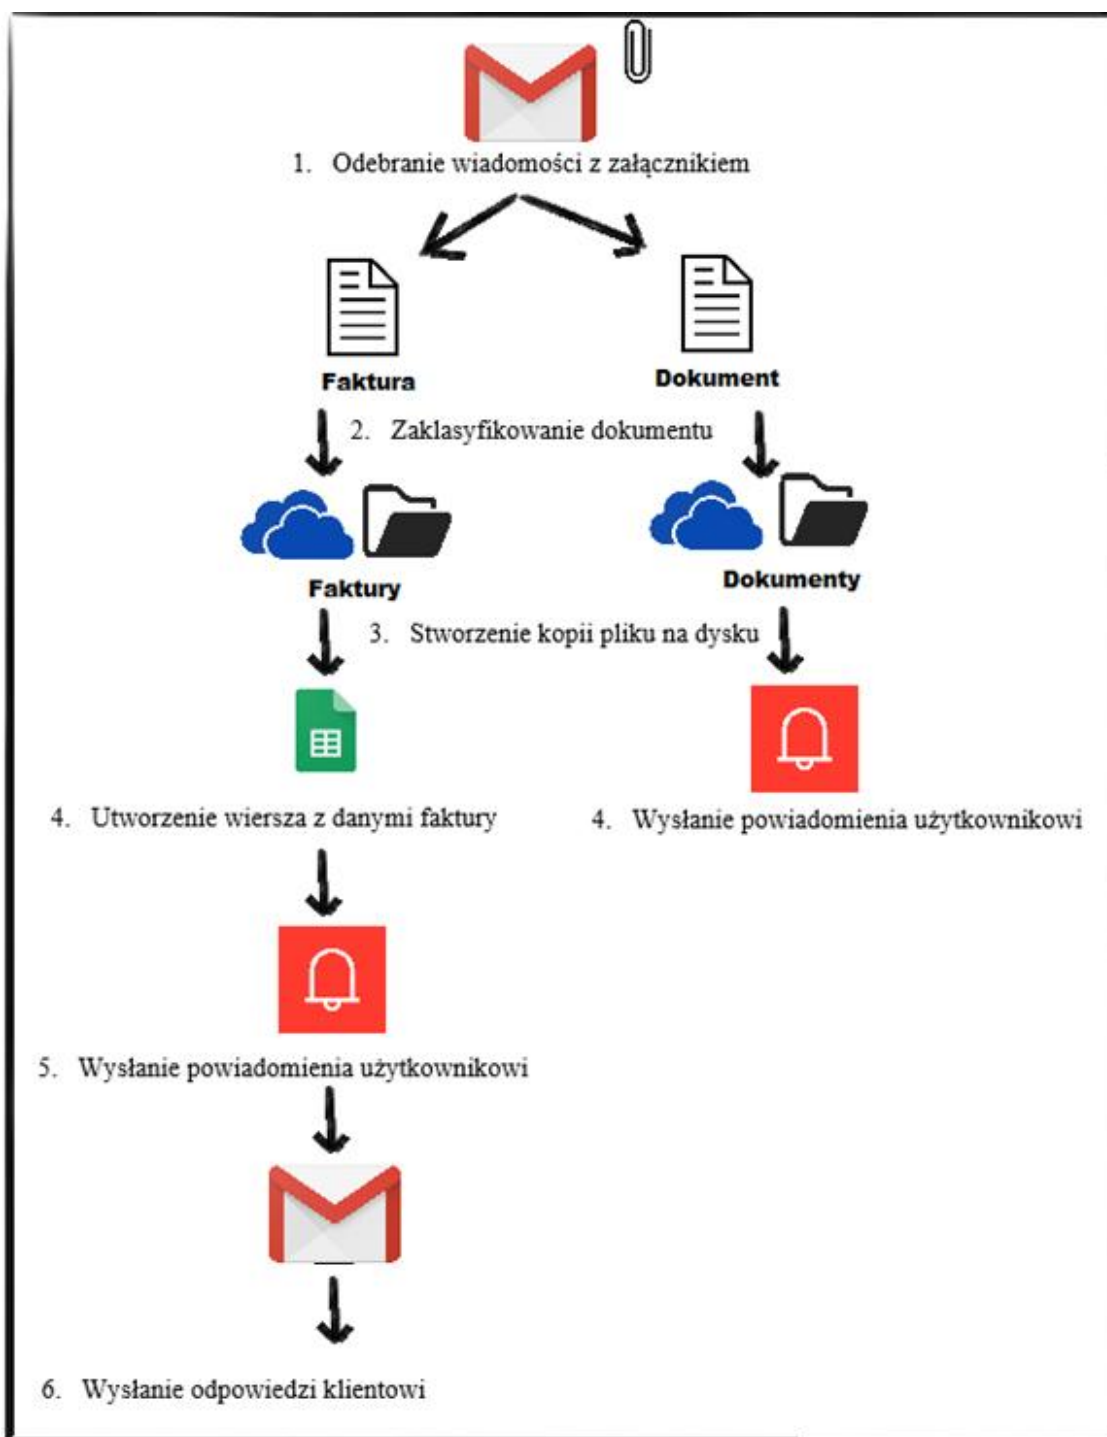 1. Odebranie wiadomości z załącznikiem
Faktura
Dokument
2. Zaklasyfikowanie dokumentu
Faktury
Dokumenty
3. Stworzenie kopii pliku na dysku
4. Utworzenie wiersza z danymi faktury
4. Wysłanie powiadomienia użytkownikowi
5. Wysłanie powiadomienia użytkownikowi
6. Wysłanie odpowiedzi klientowi